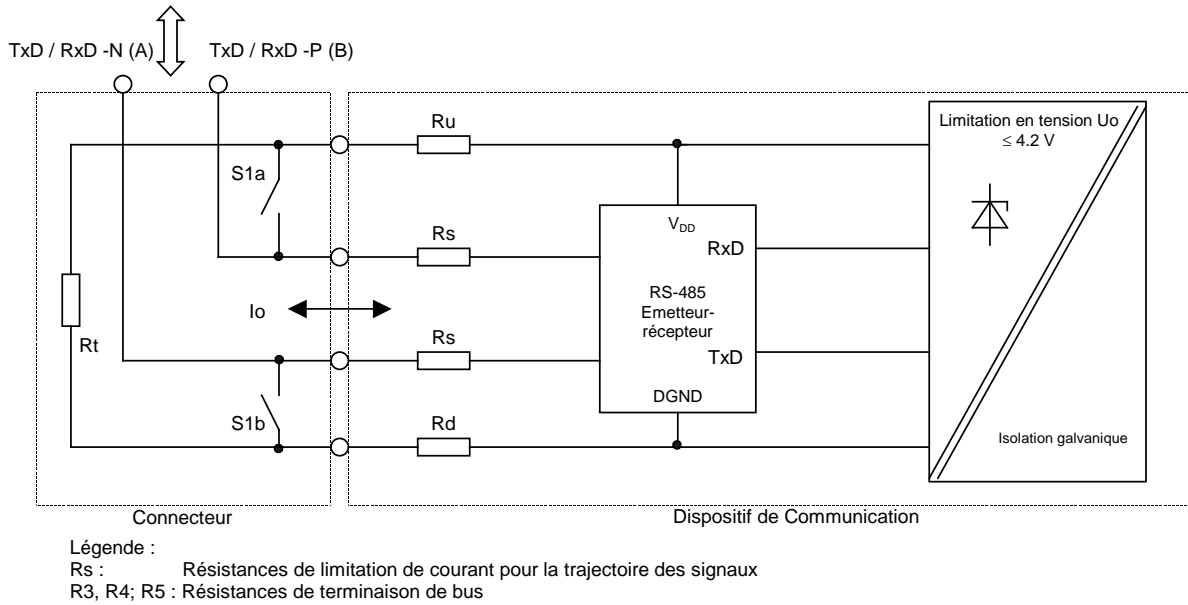 TxD / RxD -N (A)
TxD / RxD -P (B)
Ru
Limitation en tension Uo
≤ 4.2 V
S1a
Rs
VDD
RxD
RS-485
Emetteur-
récepteur
Io
Rs
Rt
TxD
DGND
S1b
Rd
Isolation galvanique
Connecteur
Dispositif de Communication
Légende :
Rs : Résistances de limitation de courant pour la trajectoire des signaux
R3, R4; R5 : Résistances de terminaison de bus